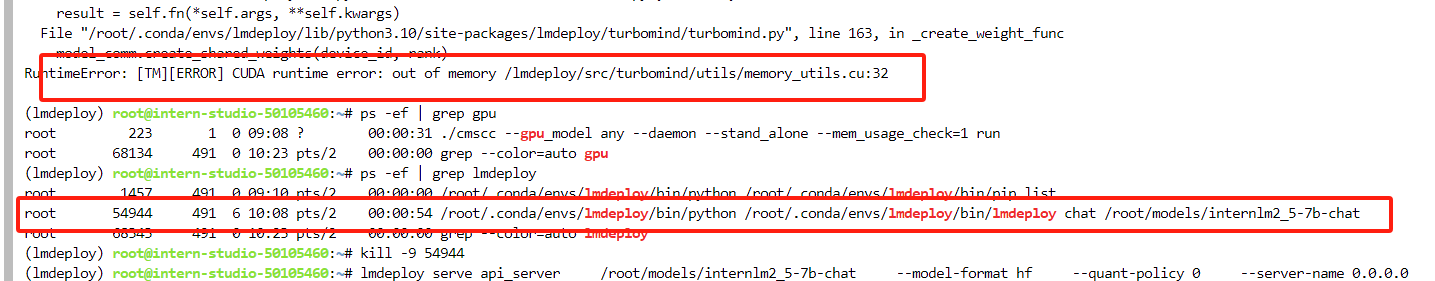 result = self.fn(*self.args, **self.kwargs)
File "/root/.conda/envs/lmdeploy/lib/python3.10/site-packages/lmdeploy/turbomind/turbomind.py", line 163, in _create_weight_func
model_comm.create_shared_weights(device_id, rank)
RuntimeError: [TM][ERROR] CUDA runtime error: out of memory /lmdeploy/src/turbomind/utils/memory_utils.cu:32
(lmdeploy) root@intern-studio-50105460:~# ps -ef | grep gpu
root 223 1 0 09:08 ? 00:00:31 ./cmscc --gpu_model any --daemon --stand_alone --mem_usage_check=1 run
root 68134 491 0 10:23 pts/2 00:00:00 grep --color=auto gpu
(lmdeploy) root@intern-studio-50105460:~# ps -ef | grep lmdeploy
root 1457 491 0 09:10 pts/2 00:00:00 /root/.conda/envs/lmdeploy/bin/python /root/.conda/envs/lmdeploy/bin/pip list
root 54944 491 6 10:08 pts/2 00:00:54 /root/.conda/envs/lmdeploy/bin/python /root/.conda/envs/lmdeploy/bin/lmdeploy chat /root/models/internlm2_5-7b-chat
root 68343 491 0 10:23 pts/2 00:00:00 grep --color=auto lmdeploy
(lmdeploy) root@intern-studio-50105460:~# kill -9 54944
(lmdeploy) root@intern-studio-50105460:~# lmdeploy serve api_server /root/models/internlm2_5-7b-chat --model-format hf --quant-policy 0 --server-name 0.0.0.0